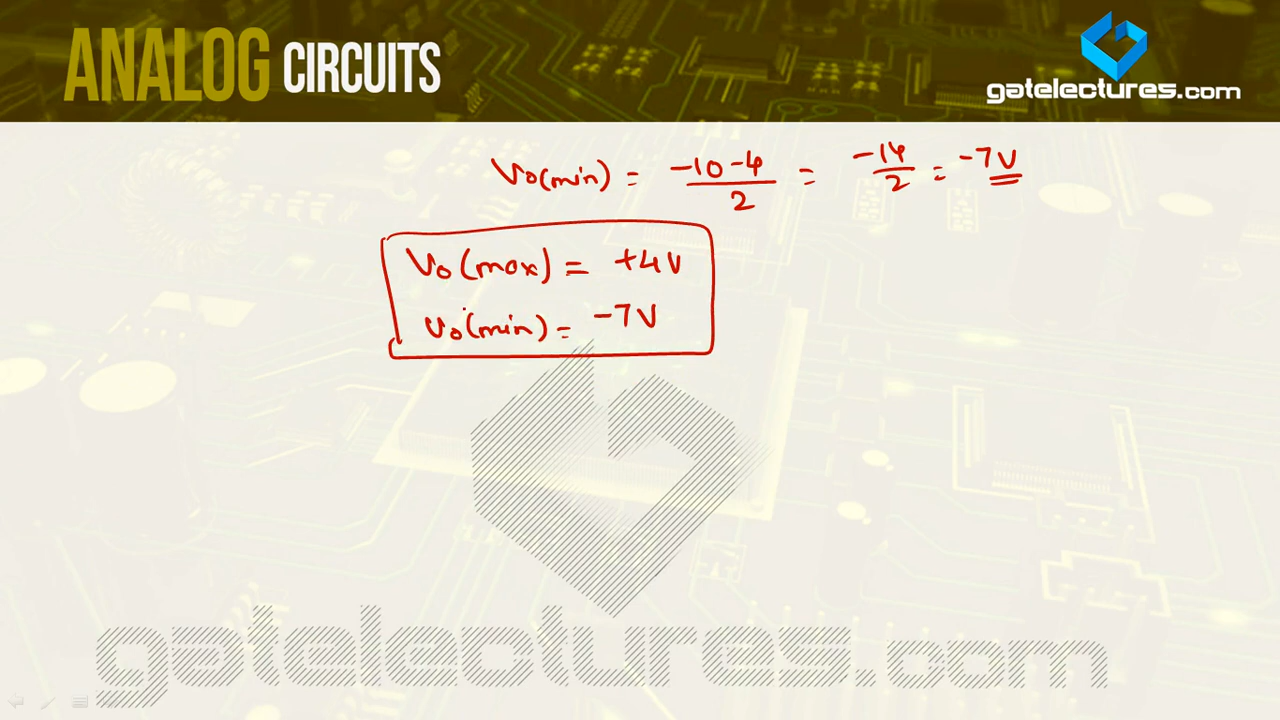 ANALOG CIRCUITS
gatelectures.com
Vo(min) = -10-4/2 = -14/2 = -7V
Vo(max) = +4V
Vo(min) = -7V
gatelectures.com